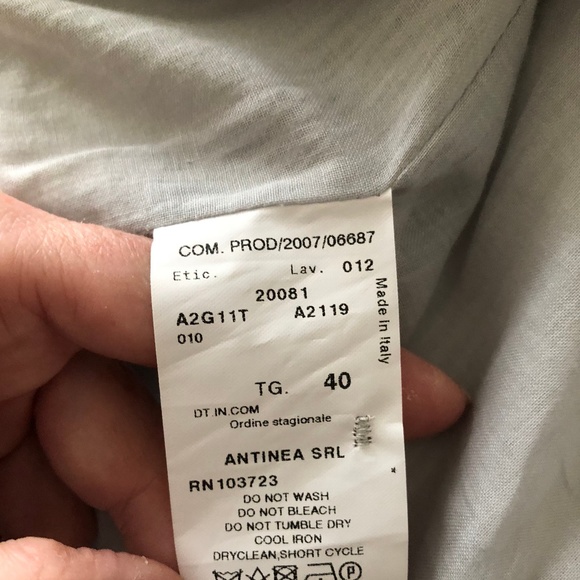 COM. PROD/2007/06687
Etic. Lav. 012
20081
A2G11T A2119
010
Made in Italy
TG. 40
DT IN.COM
Ordine stagionale
ANTINEA SRL
RN103723
DO NOT WASH
DO NOT BLEACH
DO NOT TUMBLE DRY
COOL IRON
DRYCLEAN,SHORT CYCLE
P